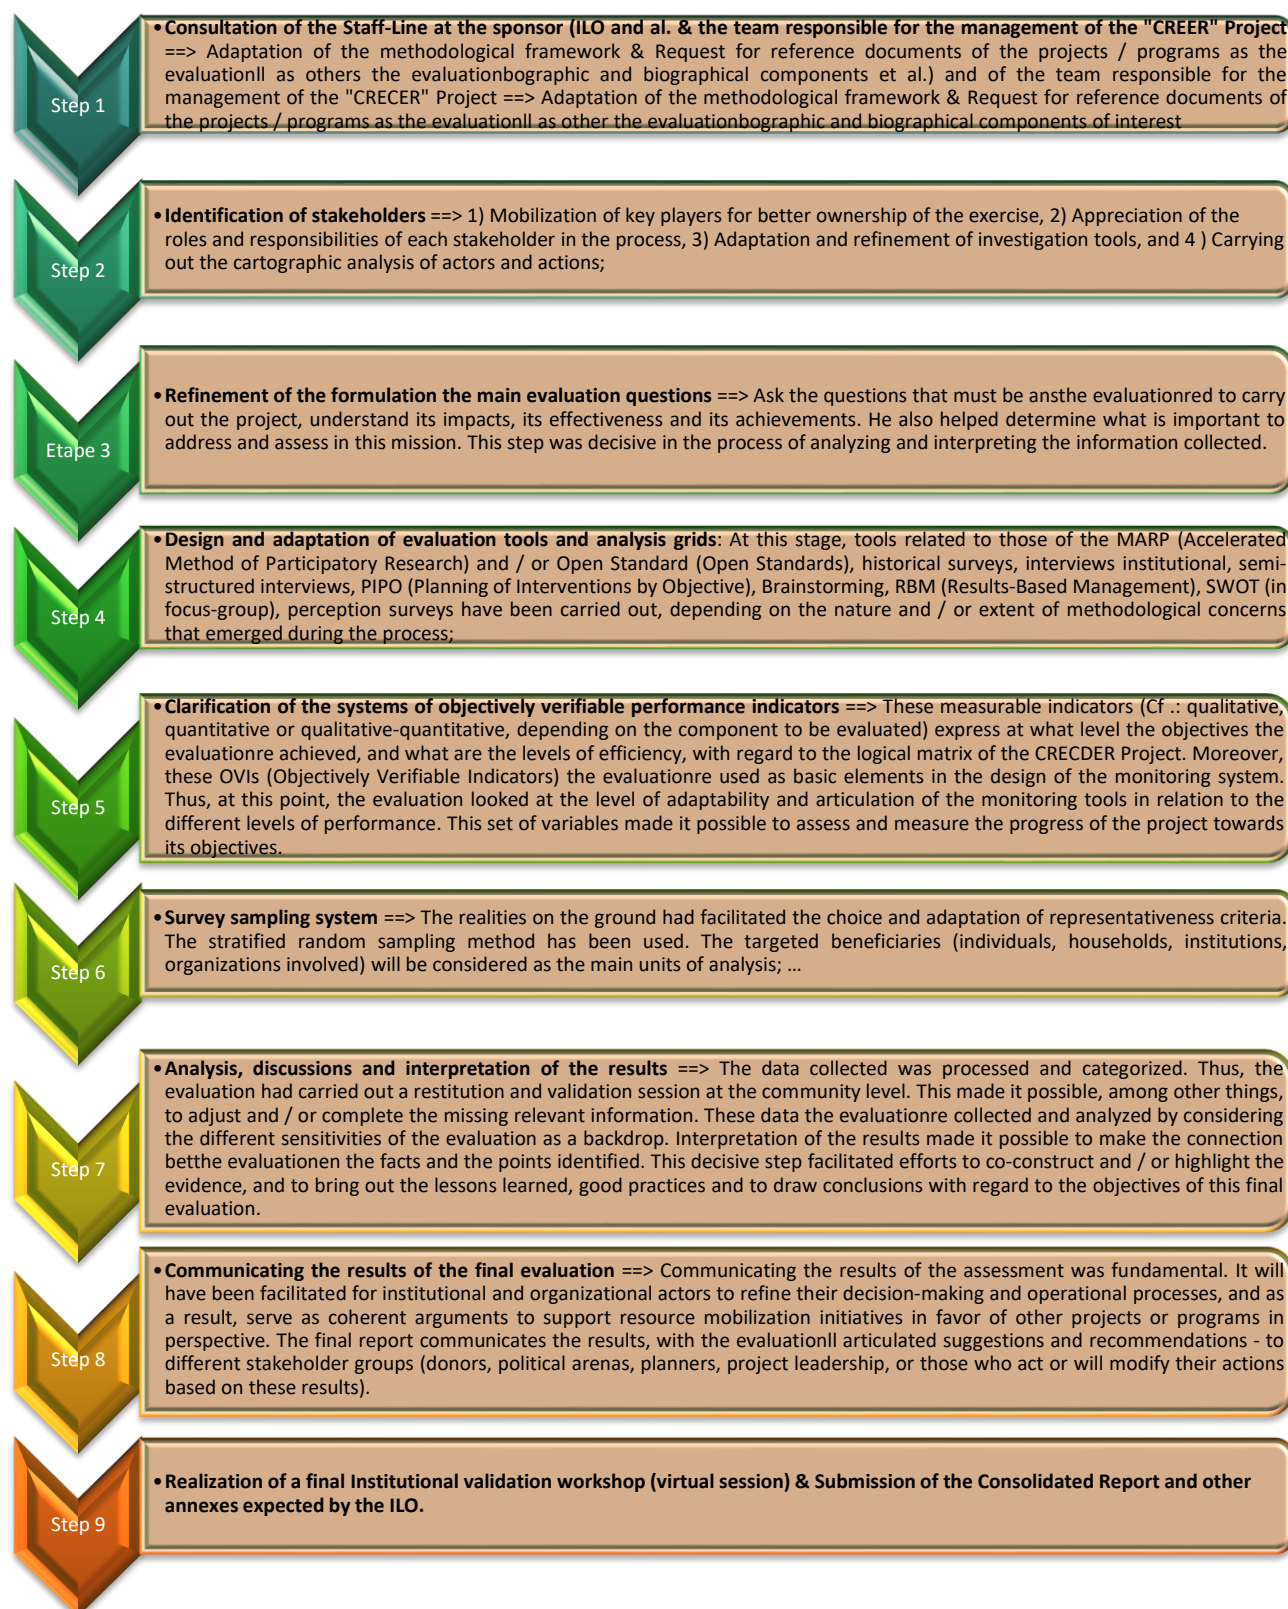 Step 1
•Consultation of the Staff-Line at the sponsor (ILO and al. & the team responsible for the management of the "CREER" Project
==> Adaptation of the methodological framework & Request for reference documents of the projects / programs as the
evaluationll as others the evaluationbographic and biographical components et al.) and of the team responsible for the
management of the "CRECER" Project ==> Adaptation of the methodological framework & Request for reference documents of
the projects / programs as the evaluationll as other the evaluationbographic and biographical components of interest
Step 2
•Identification of stakeholders ==> 1) Mobilization of key players for better ownership of the exercise, 2) Appreciation of the
roles and responsibilities of each stakeholder in the process, 3) Adaptation and refinement of investigation tools, and 4 ) Carrying
out the cartographic analysis of actors and actions;
Etape 3
•Refinement of the formulation the main evaluation questions ==> Ask the questions that must be ansthe evaluationred to carry
out the project, understand its impacts, its effectiveness and its achievements. He also helped determine what is important to
address and assess in this mission. This step was decisive in the process of analyzing and interpreting the information collected.
Step 4
•Design and adaptation of evaluation tools and analysis grids: At this stage, tools related to those of the MARP (Accelerated
Method of Participatory Research) and / or Open Standard (Open Standards), historical surveys, interviews institutional, semi-
structured interviews, PIPO (Planning of Interventions by Objective), Brainstorming, RBM (Results-Based Management), SWOT (in
focus-group), perception surveys have been carried out, depending on the nature and / or extent of methodological concerns
that emerged during the process;
Step 5
•Clarification of the systems of objectively verifiable performance indicators ==> These measurable indicators (Cf .: qualitative,
quantitative or qualitative-quantitative, depending on the component to be evaluated) express at what level the objectives the
evaluationre achieved, and what are the levels of efficiency, with regard to the logical matrix of the CRECDER Project. Moreover,
these OVIs (Objectively Verifiable Indicators) the evaluationre used as basic elements in the design of the monitoring system.
Thus, at this point, the evaluation looked at the level of adaptability and articulation of the monitoring tools in relation to the
different levels of performance. This set of variables made it possible to assess and measure the progress of the project towards
its objectives.
Step 6
•Survey sampling system ==> The realities on the ground had facilitated the choice and adaptation of representativeness criteria.
The stratified random sampling method has been used. The targeted beneficiaries (individuals, households, institutions,
organizations involved) will be considered as the main units of analysis; ...
Step 7
•Analysis, discussions and interpretation of the results ==> The data collected was processed and categorized. Thus, the
evaluation had carried out a restitution and validation session at the community level. This made it possible, among other things,
to adjust and / or complete the missing relevant information. These data the evaluationre collected and analyzed by considering
the different sensitivities of the evaluation as a backdrop. Interpretation of the results made it possible to make the connection
betthe evaluationen the facts and the points identified. This decisive step facilitated efforts to co-construct and / or highlight the
evidence, and to bring out the lessons learned, good practices and to draw conclusions with regard to the objectives of this final
evaluation.
Step 8
•Communicating the results of the final evaluation ==> Communicating the results of the assessment was fundamental. It will
have been facilitated for institutional and organizational actors to refine their decision-making and operational processes, and as
a result, serve as coherent arguments to support resource mobilization initiatives in favor of other projects or programs in
perspective. The final report communicates the results, with the evaluationll articulated suggestions and recommendations - to
different stakeholder groups (donors, political arenas, planners, project leadership, or those who act or will modify their actions
based on these results).
Step 9
•Realization of a final Institutional validation workshop (virtual session) & Submission of the Consolidated Report and other
annexes expected by the ILO.